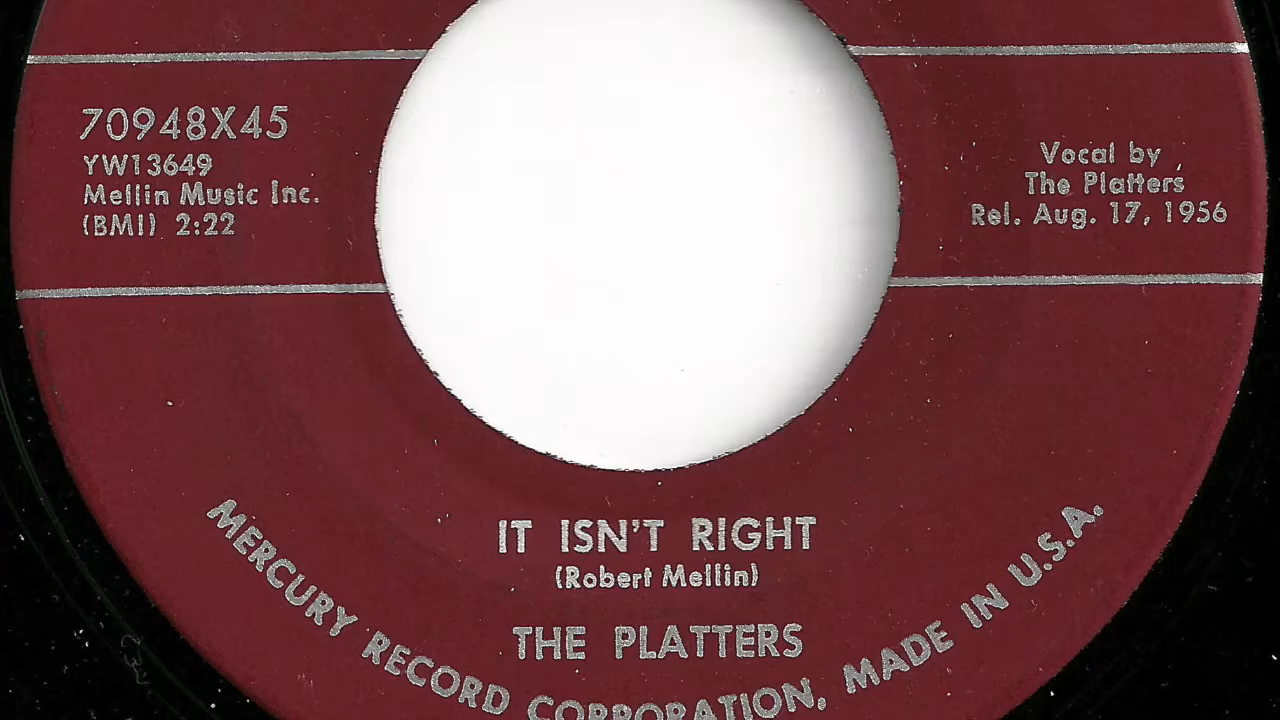 70948X45
YW13649
Mellin Music Inc.
(BMI) 2:22
Vocal by
The Platters
Rel. Aug. 17, 1956
IT ISN'T RIGHT
(Robert Mellin)
THE PLATTERS
MERCURY RECORD CORPORATION, MADE IN U.S.A.